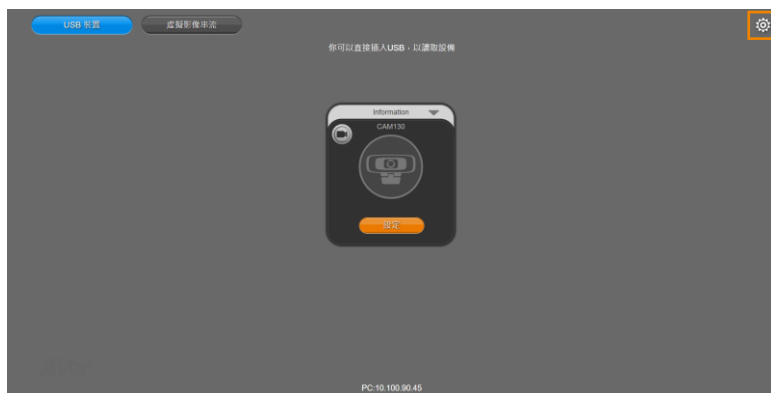 USB 裝置
虛擬影像串流
你可以直接插入USB，以讀取設備
Information
CAM130
設定
PC:10.100.90.45